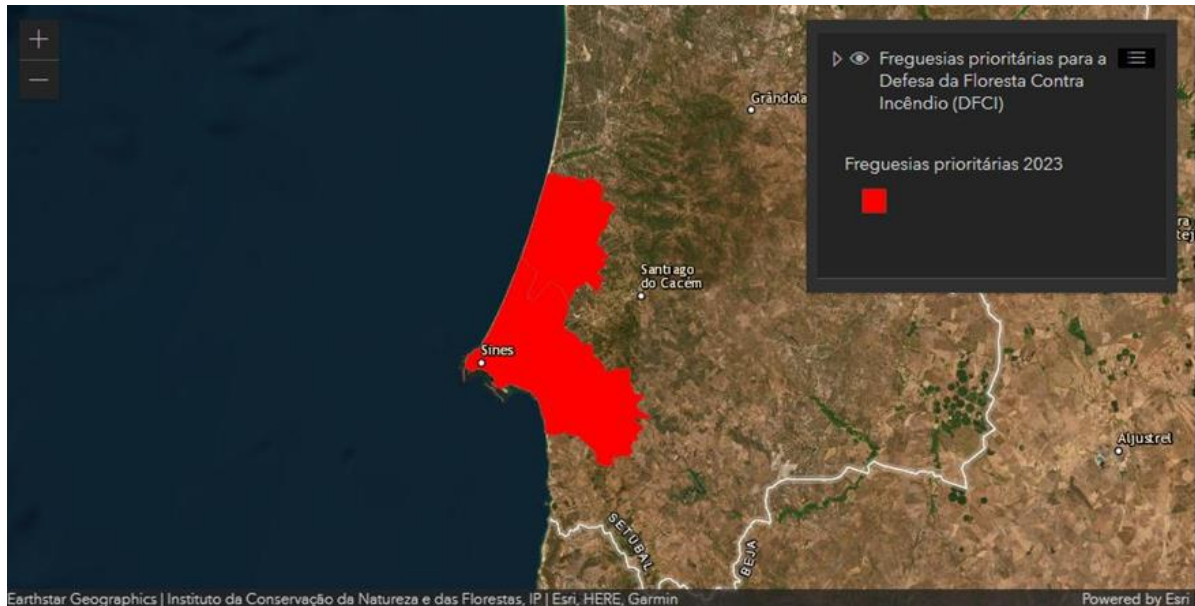 +
−
Grândola
Freguesias prioritárias para a
Defesa da Floresta Contra
Incêndio (DFCI)
Freguesias prioritárias 2023
Santiago
do Cacém
Sines
Aljustrel
SETÚBAL
BEJA
Earthstar Geographics | Instituto da Conservação da Natureza e das Florestas, IP | Esri, HERE, Garmin
Powered by Esri